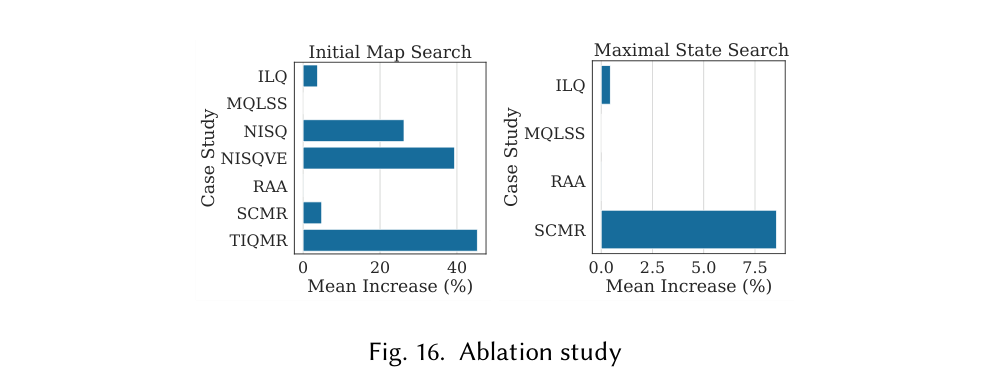 Initial Map Search
Case Study
ILQ
MQLSS
NISQ
NISQVE
RAA
SCMR
TIQMR
0 20 40
Mean Increase (%)
Maximal State Search
Case Study
ILQ
MQLSS
RAA
SCMR
0.0 2.5 5.0 7.5
Mean Increase (%)
Fig. 16. Ablation study